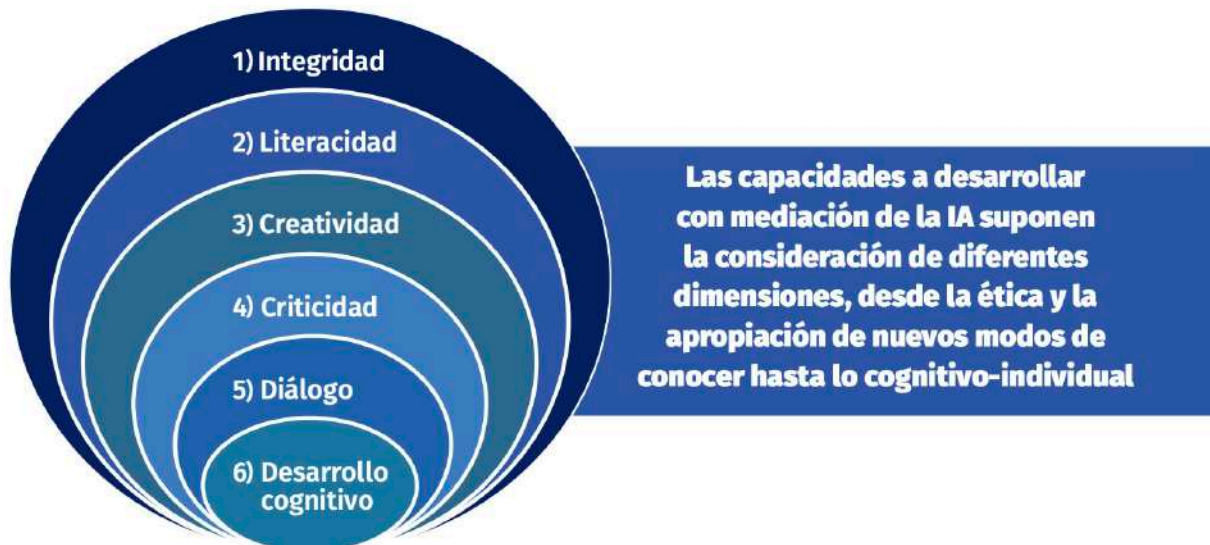 1) Integridad
2) Literacidad
3) Creatividad
4) Criticidad
5) Diálogo
6) Desarrollo
cognitivo
Las capacidades a desarrollar
con mediación de la IA suponen
la consideración de diferentes
dimensiones, desde la ética y la
apropiación de nuevos modos de
conocer hasta lo cognitivo-individual